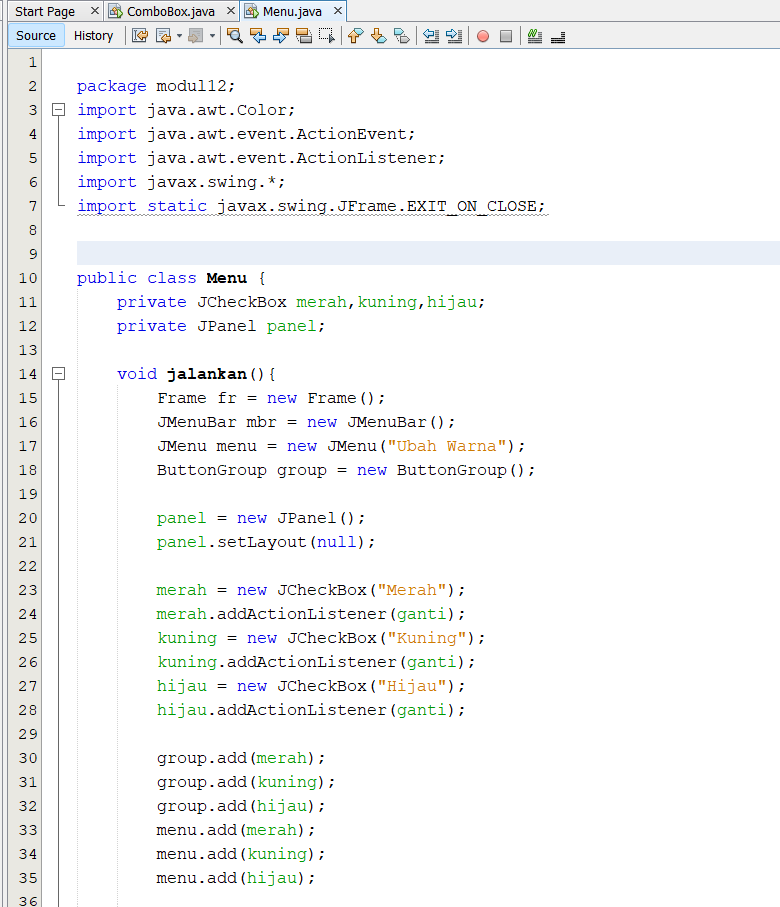 Start Page ComboBox.java Menu.java
Source History
1
2 package modul12;
3 import java.awt.Color;
4 import java.awt.event.ActionEvent;
5 import java.awt.event.ActionListener;
6 import javax.swing.*;
7 import static javax.swing.JFrame.EXIT_ON_CLOSE;
8
9
10 public class Menu {
11 private JCheckBox merah,kuning,hijau;
12 private JPanel panel;
13
14 void jalankan(){
15 Frame fr = new Frame();
16 JMenuBar mbr = new JMenuBar();
17 JMenu menu = new JMenu("Ubah Warna");
18 ButtonGroup group = new ButtonGroup();
19
20 panel = new JPanel();
21 panel.setLayout(null);
22
23 merah = new JCheckBox("Merah");
24 merah.addActionListener(ganti);
25 kuning = new JCheckBox("Kuning");
26 kuning.addActionListener(ganti);
27 hijau = new JCheckBox("Hijau");
28 hijau.addActionListener(ganti);
29
30 group.add(merah);
31 group.add(kuning);
32 group.add(hijau);
33 menu.add(merah);
34 menu.add(kuning);
35 menu.add(hijau);
36